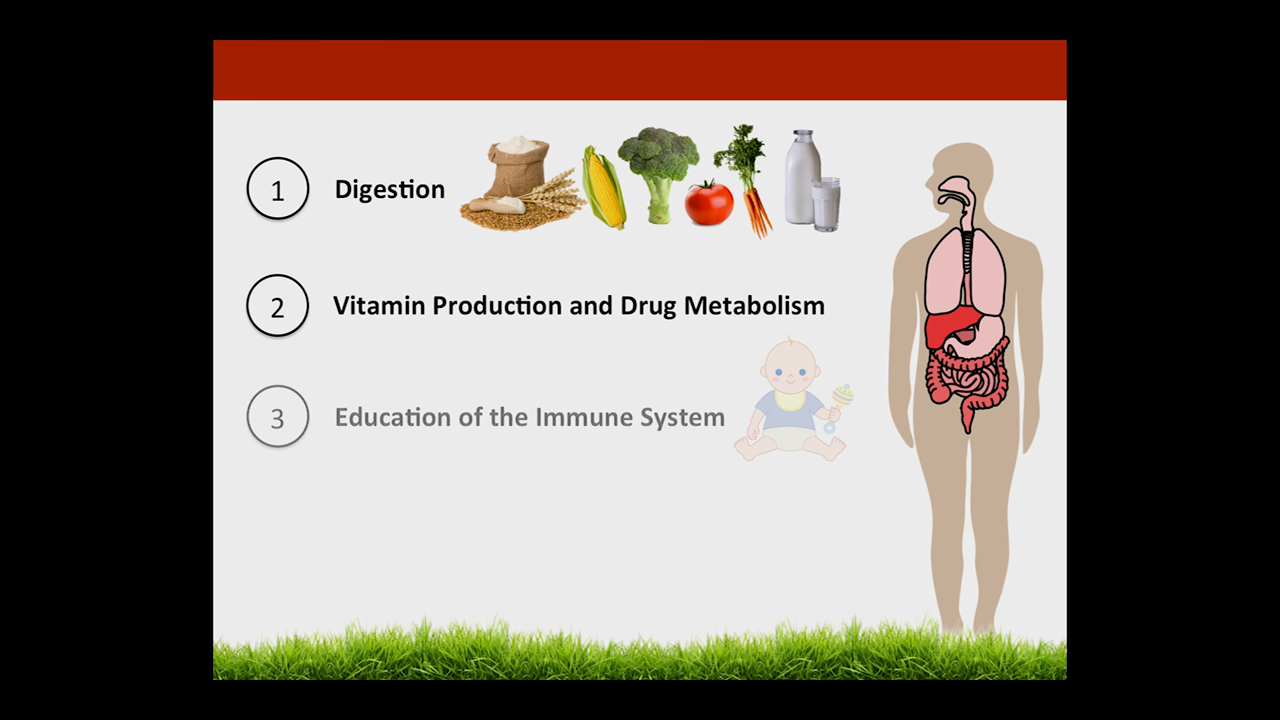 1 Digestion
2 Vitamin Production and Drug Metabolism
3 Education of the Immune System